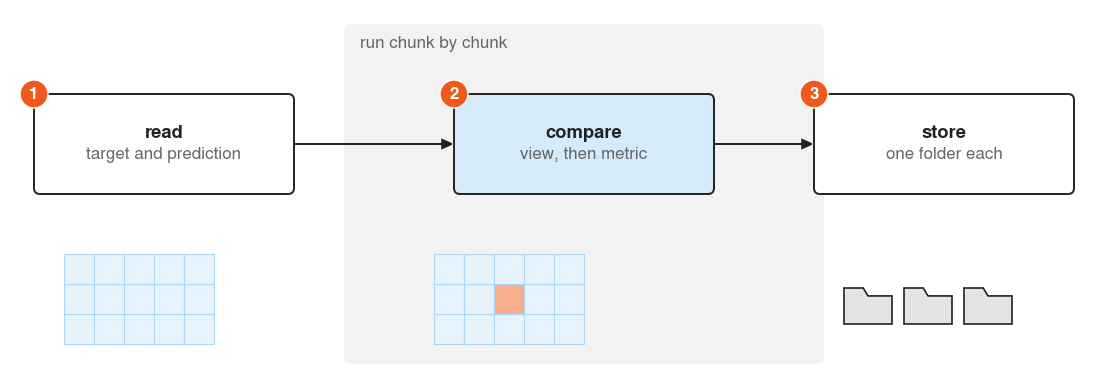 run chunk by chunk
1
read
target and prediction
2
compare
view, then metric
3
store
one folder each